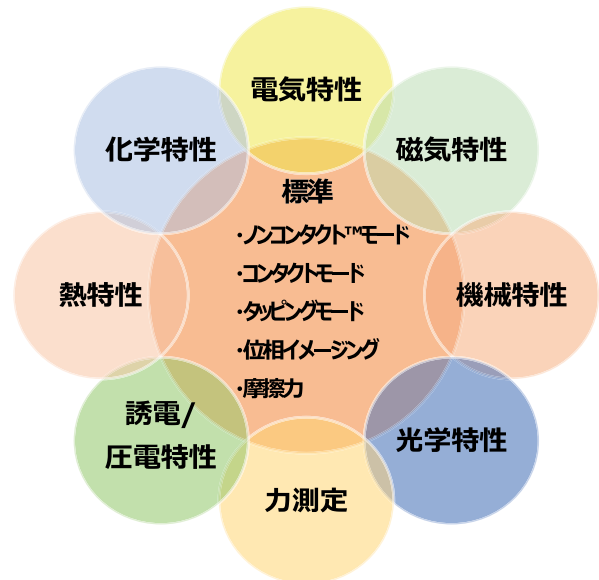 電気特性
化学特性
磁気特性
標準
・ノンコンタクト™モード
・コンタクトモード
・タッピングモード
・位相イメージング
・摩擦力
熱特性
機械特性
誘電/
圧電特性
光学特性
力測定